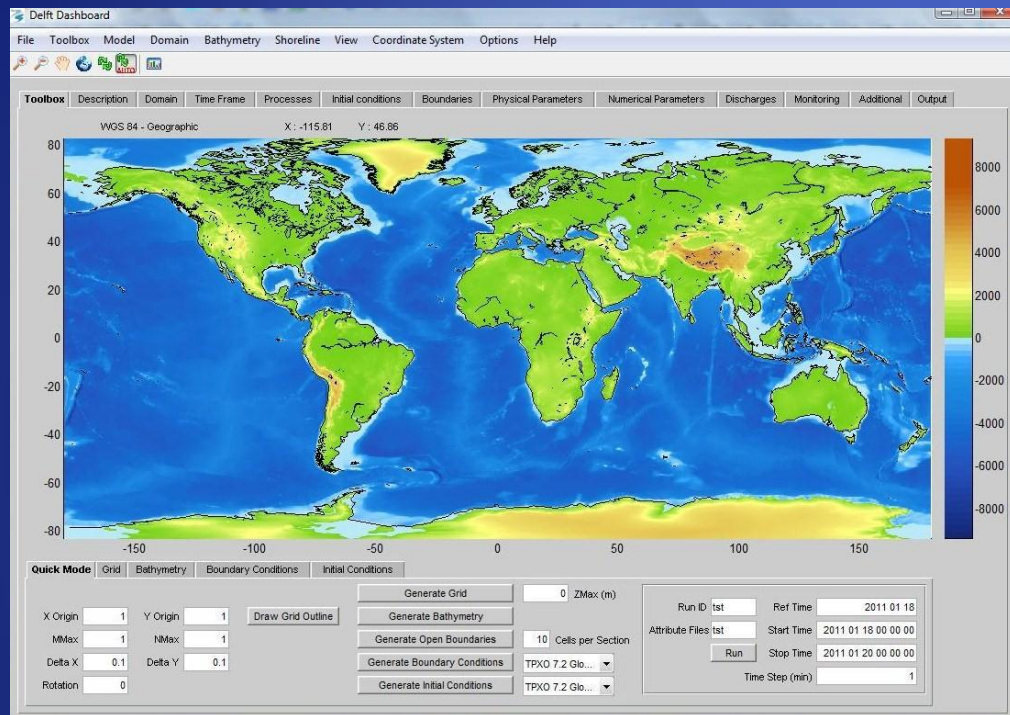 Delft Dashboard
File Toolbox Model Domain Bathymetry Shoreline View Coordinate System Options Help
Toolbox Description Domain Time Frame Processes Initial conditions Boundaries Physical Parameters Numerical Parameters Discharges Monitoring Additional Output
WGS 84 - Geographic X : -115.81 Y : 46.86
80
60
40
20
0
-20
-40
-60
-80
-150 -100 -50 0 50 100 150
8000
6000
4000
2000
0
-2000
-4000
-6000
-8000
Quick Mode Grid Bathymetry Boundary Conditions Initial Conditions
X Origin 1 Y Origin 1 Draw Grid Outline
MMax 1 NMax 1
Delta X 0.1 Delta Y 0.1
Rotation 0
Generate Grid 0 ZMax (m)
Generate Bathymetry
Generate Open Boundaries 10 Cells per Section
Generate Boundary Conditions TPXO 7.2 Glo...
Generate Initial Conditions TPXO 7.2 Glo...
Run ID tst Ref Time 2011 01 18
Attribute Files tst Start Time 2011 01 18 00 00 00
Run Stop Time 2011 01 20 00 00 00
Time Step (min) 1